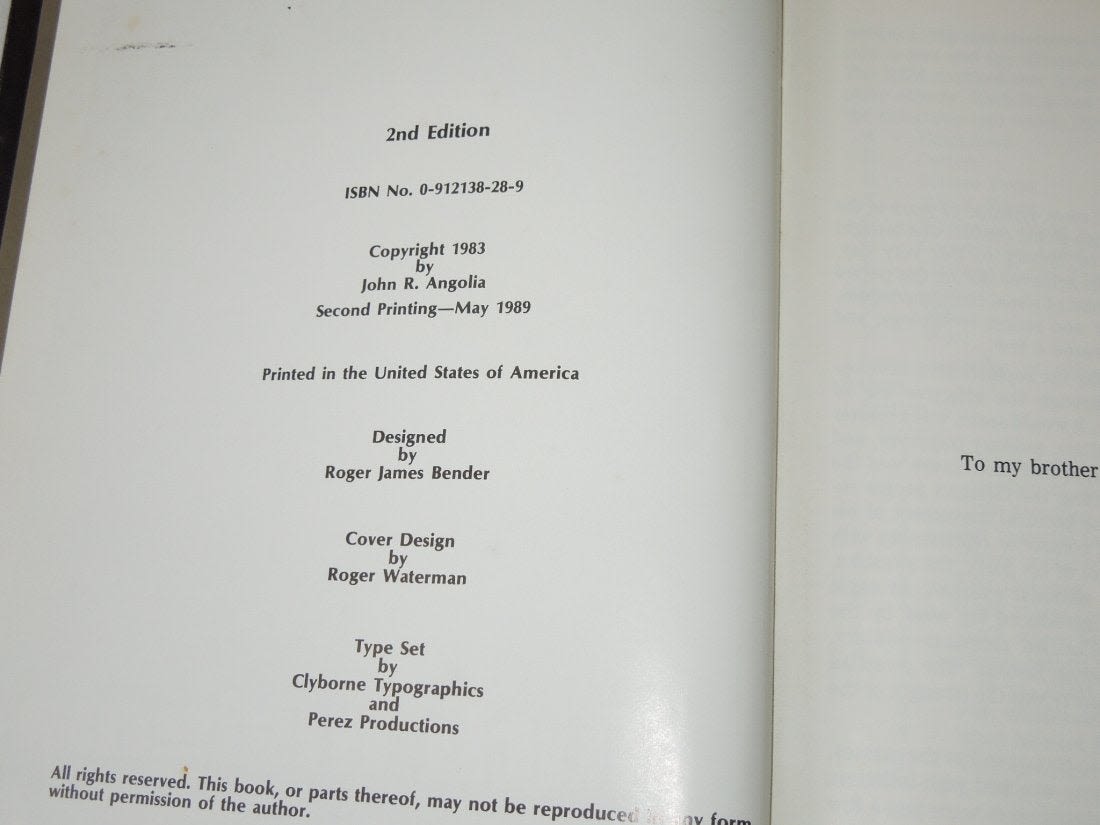 2nd Edition
ISBN No. 0-912138-28-9
Copyright 1983
by
John R. Angolia
Second Printing—May 1989
Printed in the United States of America
Designed
by
Roger James Bender
Cover Design
by
Roger Waterman
Type Set
by
Clyborne Typographics
and
Perez Productions
All rights reserved. This book, or parts thereof, may not be reproduced in any form
without permission of the author.
To my brother